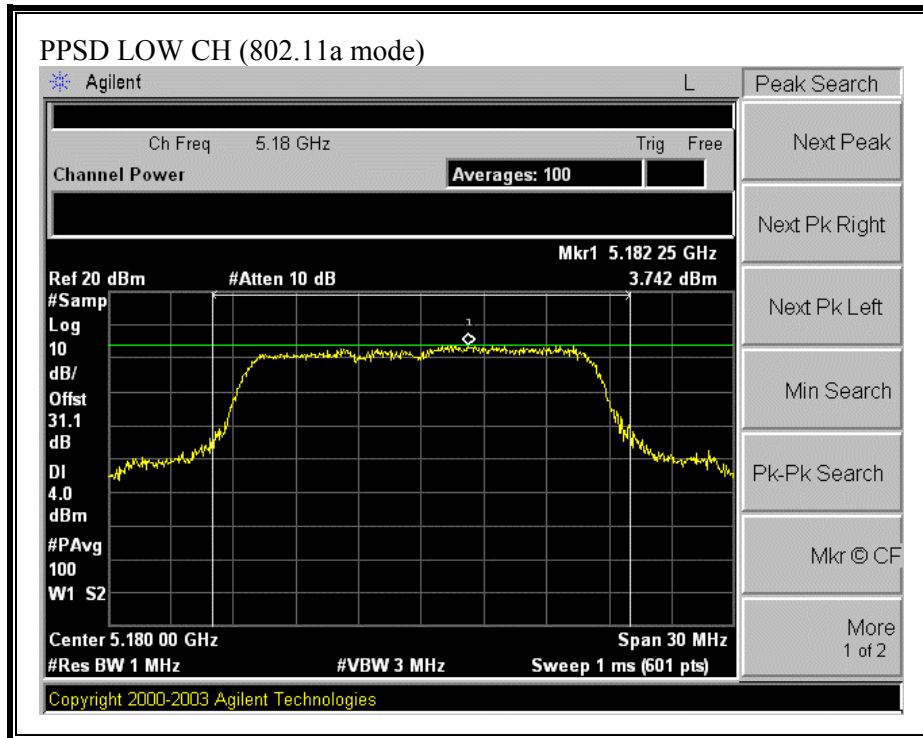 PPSD LOW CH (802.11a mode)
Agilent L Peak Search
Ch Freq 5.18 GHz Trig Free
Next Peak
Channel Power Averages: 100
Next Pk Right
Mkr1 5.182 25 GHz
Ref 20 dBm #Atten 10 dB 3.742 dBm
#Samp
Log
10
dB/
Offst
31.1
dB
DI
4.0
dBm
#PAvg
100
W1 S2
1
Next Pk Left
Min Search
Pk-Pk Search
Mkr © CF
More
1 of 2
Center 5.180 00 GHz Span 30 MHz
#Res BW 1 MHz #VBW 3 MHz Sweep 1 ms (601 pts)
Copyright 2000-2003 Agilent Technologies